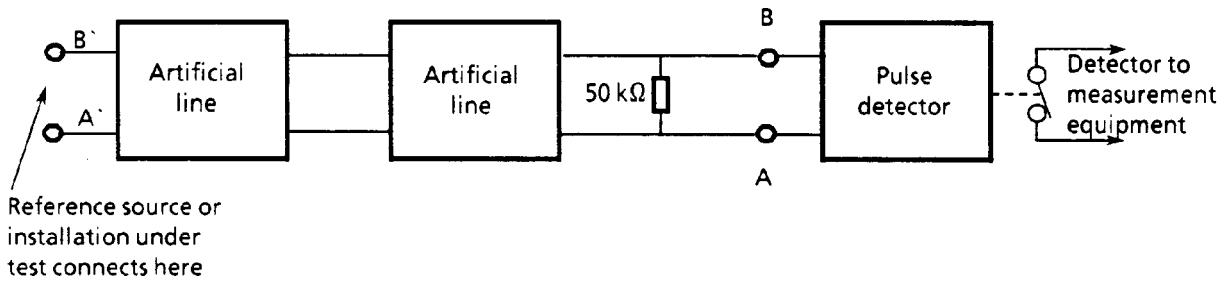 B`
A`
Artificial
line
Artificial
line
50 kΩ
B
A
Pulse
detector
Detector to
measurement
equipment
Reference source or
installation under
test connects here